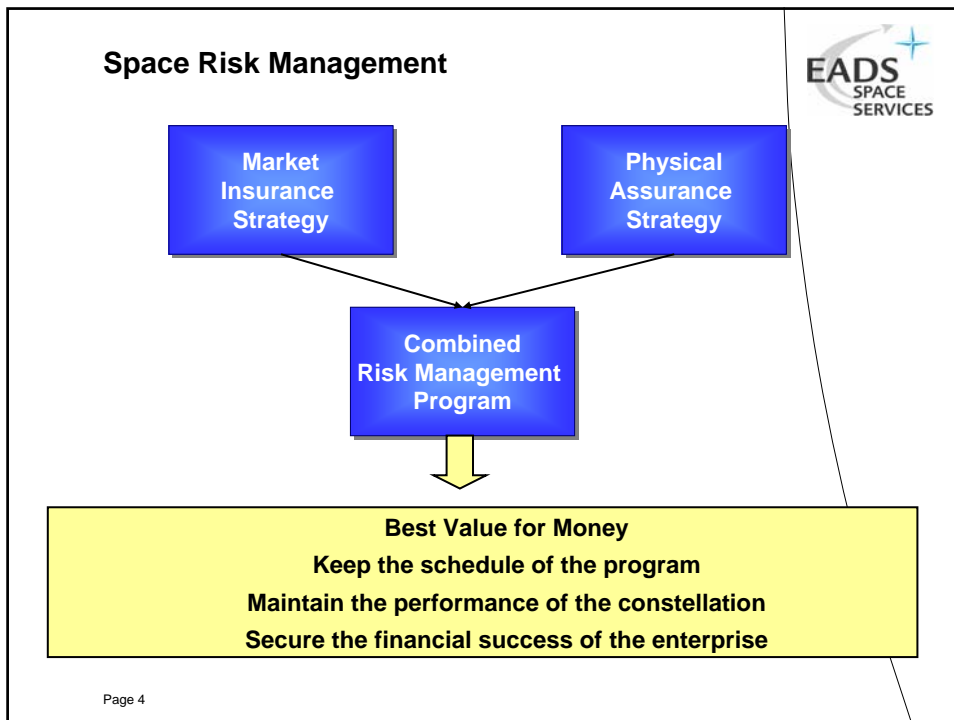 Space Risk Management
EADS
SPACE
SERVICES
Market
Insurance
Strategy
Physical
Assurance
Strategy
Combined
Risk Management
Program
Best Value for Money
Keep the schedule of the program
Maintain the performance of the constellation
Secure the financial success of the enterprise
Page 4